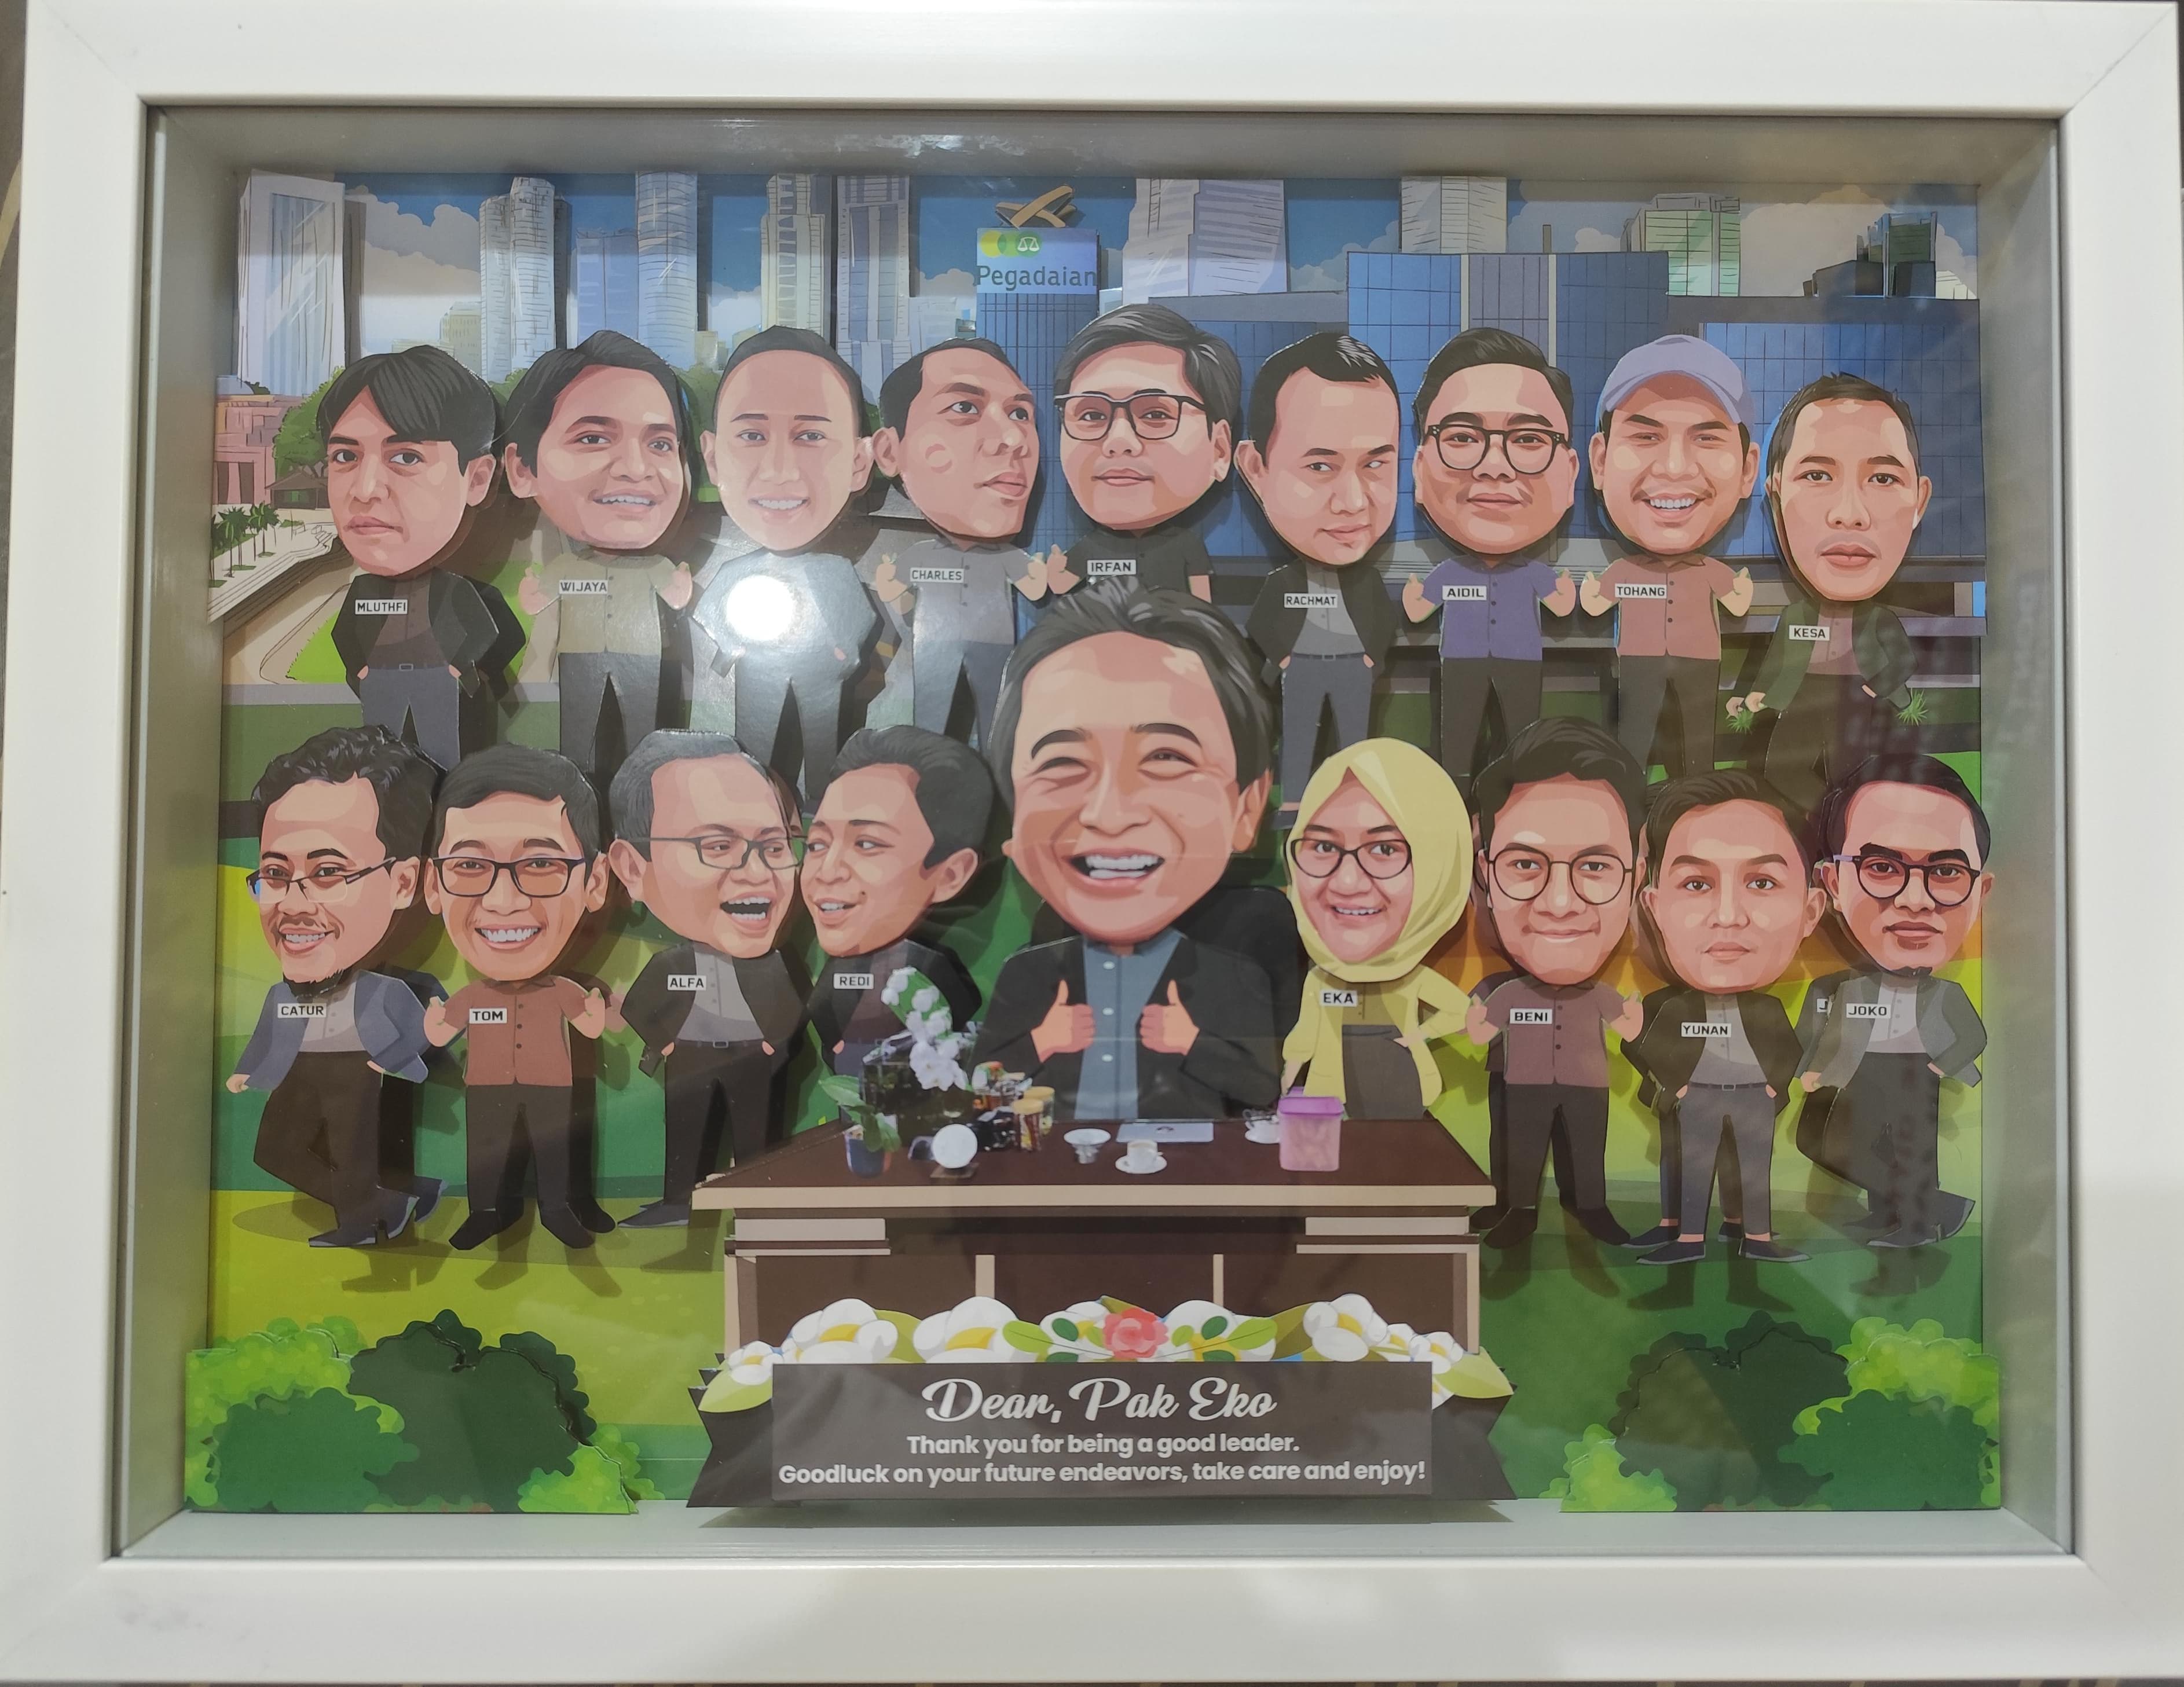 Pegadaian
MLUTHFI
WIJAYA
CHARLES
IRFAN
RACHMAT
AIDIL
TOHANG
KESA
CATUR
TOM
ALFA
REDI
EKA
BENI
YUNAN
J
JOKO
Dear, Pak Eko
Thank you for being a good leader.
Goodluck on your future endeavors, take care and enjoy!